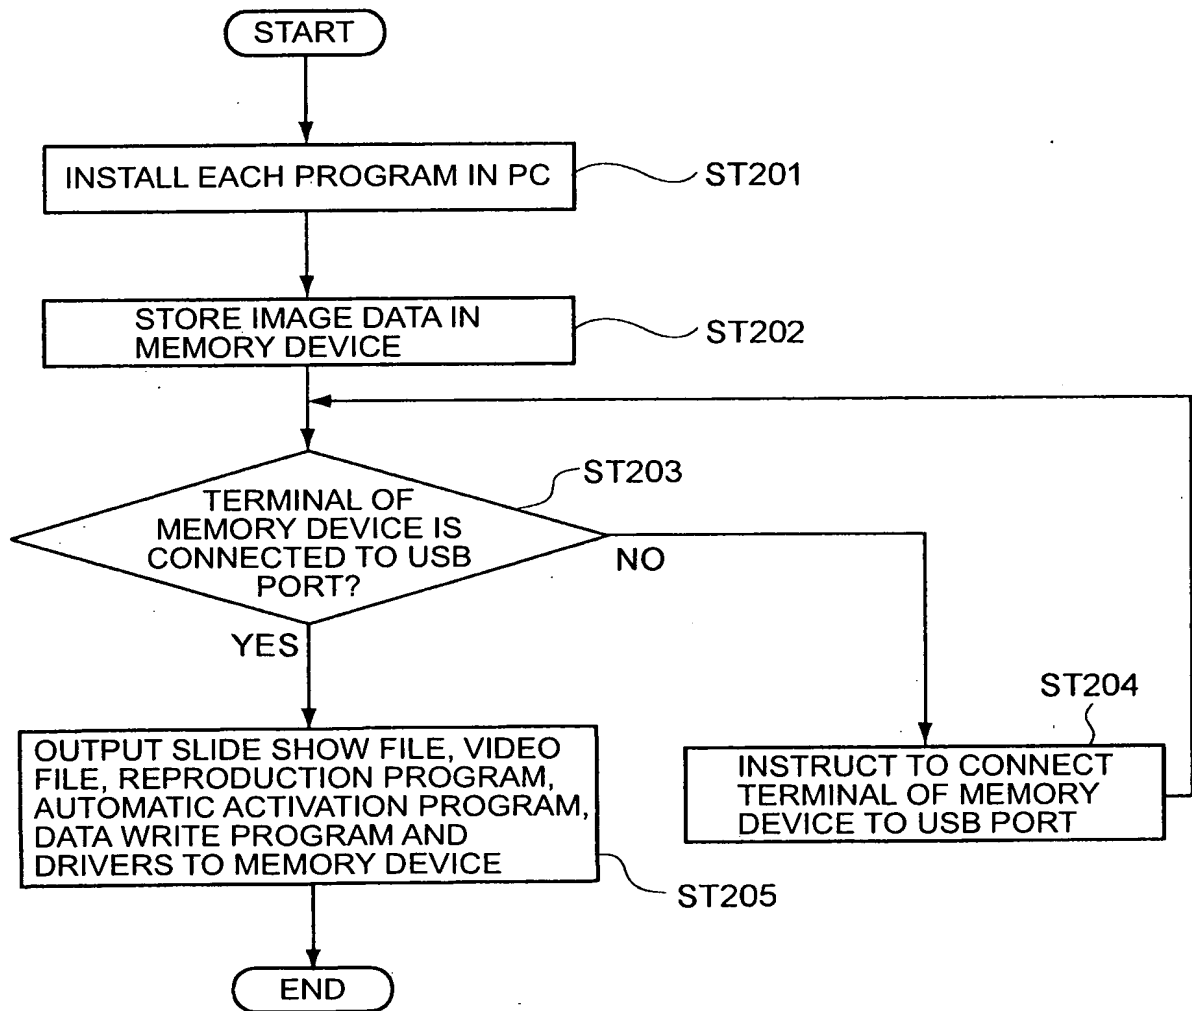 START
INSTALL EACH PROGRAM IN PC
ST201
STORE IMAGE DATA IN
MEMORY DEVICE
ST202
ST203
TERMINAL OF
MEMORY DEVICE IS
CONNECTED TO USB
PORT?
NO
YES
ST204
INSTRUCT TO CONNECT
TERMINAL OF MEMORY
DEVICE TO USB PORT
OUTPUT SLIDE SHOW FILE, VIDEO
FILE, REPRODUCTION PROGRAM,
AUTOMATIC ACTIVATION PROGRAM,
DATA WRITE PROGRAM AND
DRIVERS TO MEMORY DEVICE
ST205
END